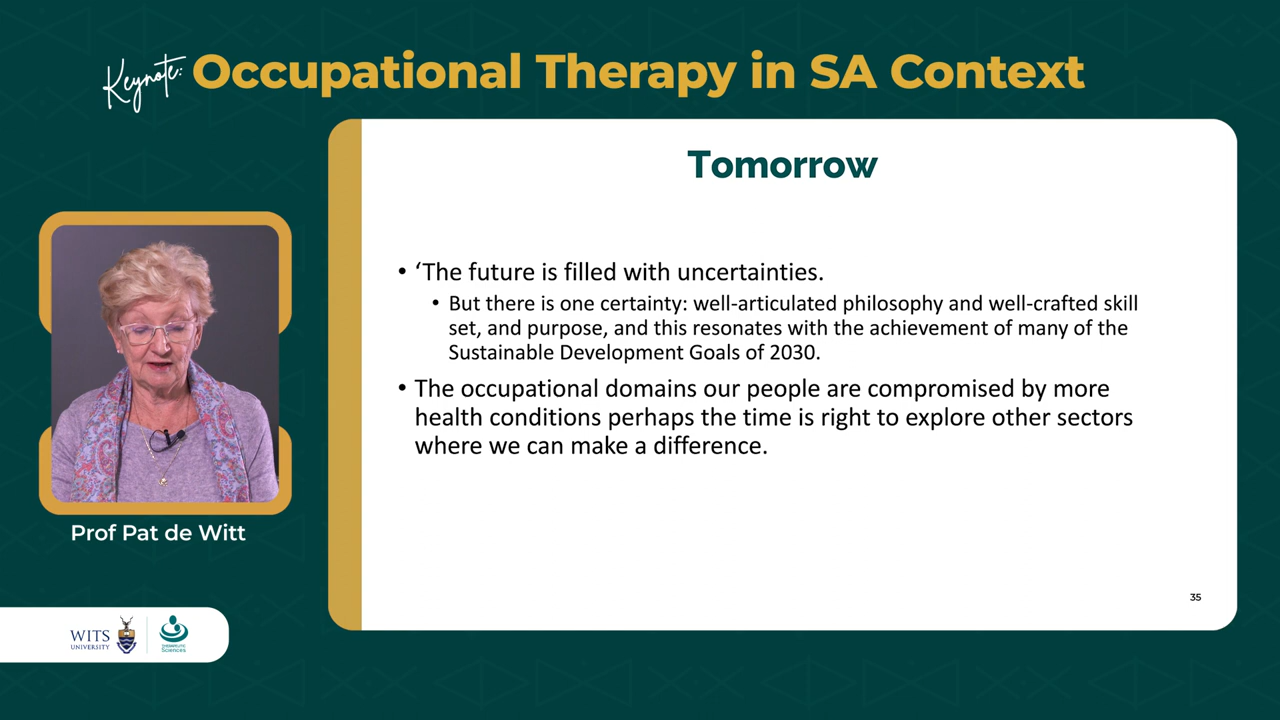 Keynote: Occupational Therapy in SA Context
Tomorrow
• ‘The future is filled with uncertainties.
• But there is one certainty: well-articulated philosophy and well-crafted skill
set, and purpose, and this resonates with the achievement of many of the
Sustainable Development Goals of 2030.
• The occupational domains our people are compromised by more
health conditions perhaps the time is right to explore other sectors
where we can make a difference.
35
Prof Pat de Witt
WITS
UNIVERSITY
THERAPEUTIC
Sciences